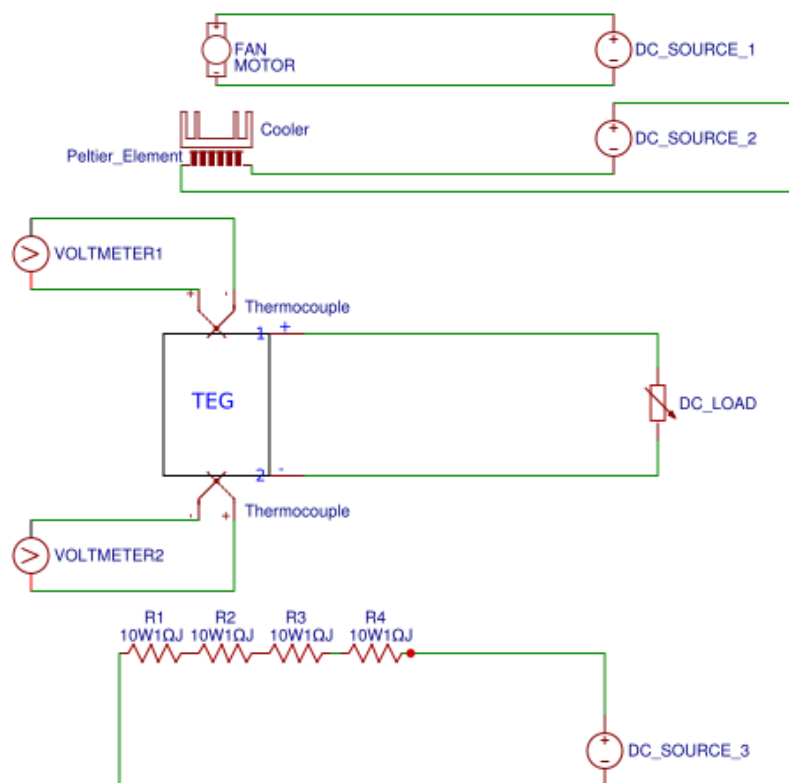 FAN
MOTOR
DC_SOURCE_1
Cooler
Peltier_Element
DC_SOURCE_2
VOLTMETER1
+ -
Thermocouple
1 +
TEG
DC_LOAD
2 -
- +
Thermocouple
VOLTMETER2
R1 R2 R3 R4
10W1ΩJ 10W1ΩJ 10W1ΩJ 10W1ΩJ
DC_SOURCE_3